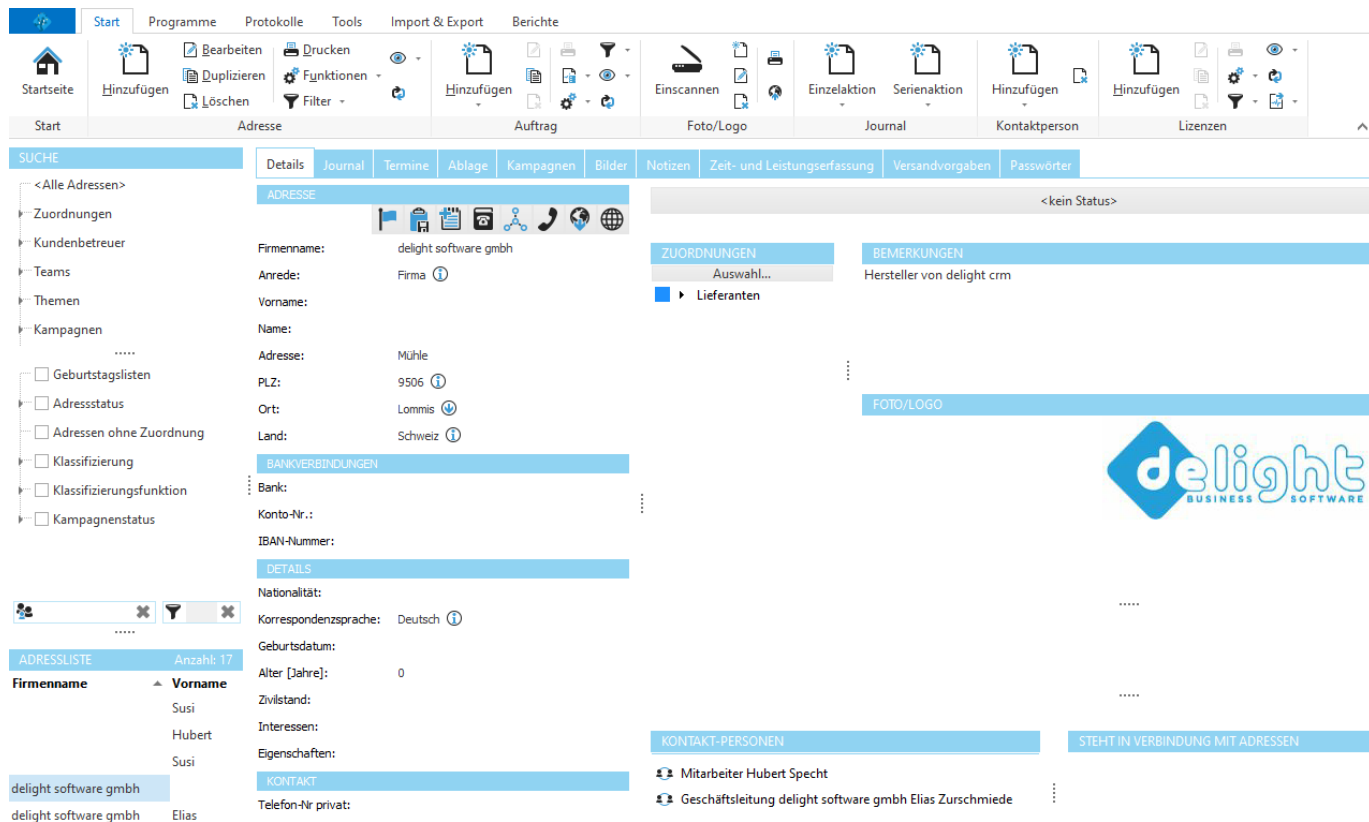 Start Programme Protokolle Tools Import & Export Berichte
Bearbeiten Drucken
Duplizieren Funktionen
Löschen Filter
Startseite Hinzufügen Hinzufügen Einscannen Einzelaktion Serienaktion Hinzufügen Hinzufügen
Start Adresse Auftrag Foto/Logo Journal Kontaktperson Lizenzen
SUCHE
<Alle Adressen>
Zuordnungen
Kundenbetreuer
Teams
Themen
Kampagnen
Geburtstagslisten
Adressstatus
Adressen ohne Zuordnung
Klassifizierung
Klassifizierungsfunktion
Kampagnenstatus
ADRESSLISTE Anzahl: 17
Firmenname Vorname
Susi
Hubert
Susi
delight software gmbh
delight software gmbh Elias
Details Journal Termine Ablage Kampagnen Bilder Notizen Zeit- und Leistungserfassung Versandvorgaben Passwörter
ADRESSE
Firmenname: delight software gmbh
Anrede: Firma
Vorname:
Name:
Adresse: Mühle
PLZ: 9506
Ort: Lommis
Land: Schweiz
BANKVERBINDUNGEN
Bank:
Konto-Nr.:
IBAN-Nummer:
DETAILS
Nationalität:
Korrespondenzsprache: Deutsch
Geburtsdatum:
Alter [Jahre]: 0
Zivilstand:
Interessen:
Eigenschaften:
KONTAKT
Telefon-Nr privat:
<kein Status>
ZUORDNUNGEN
Auswahl...
Lieferanten
BEMERKUNGEN
Hersteller von delight crm
FOTO/LOGO
delight
BUSINESS SOFTWARE
KONTAKT-PERSONEN
Mitarbeiter Hubert Specht
Geschäftsleitung delight software gmbh Elias Zurschmiede
STEHT IN VERBINDUNG MIT ADRESSEN